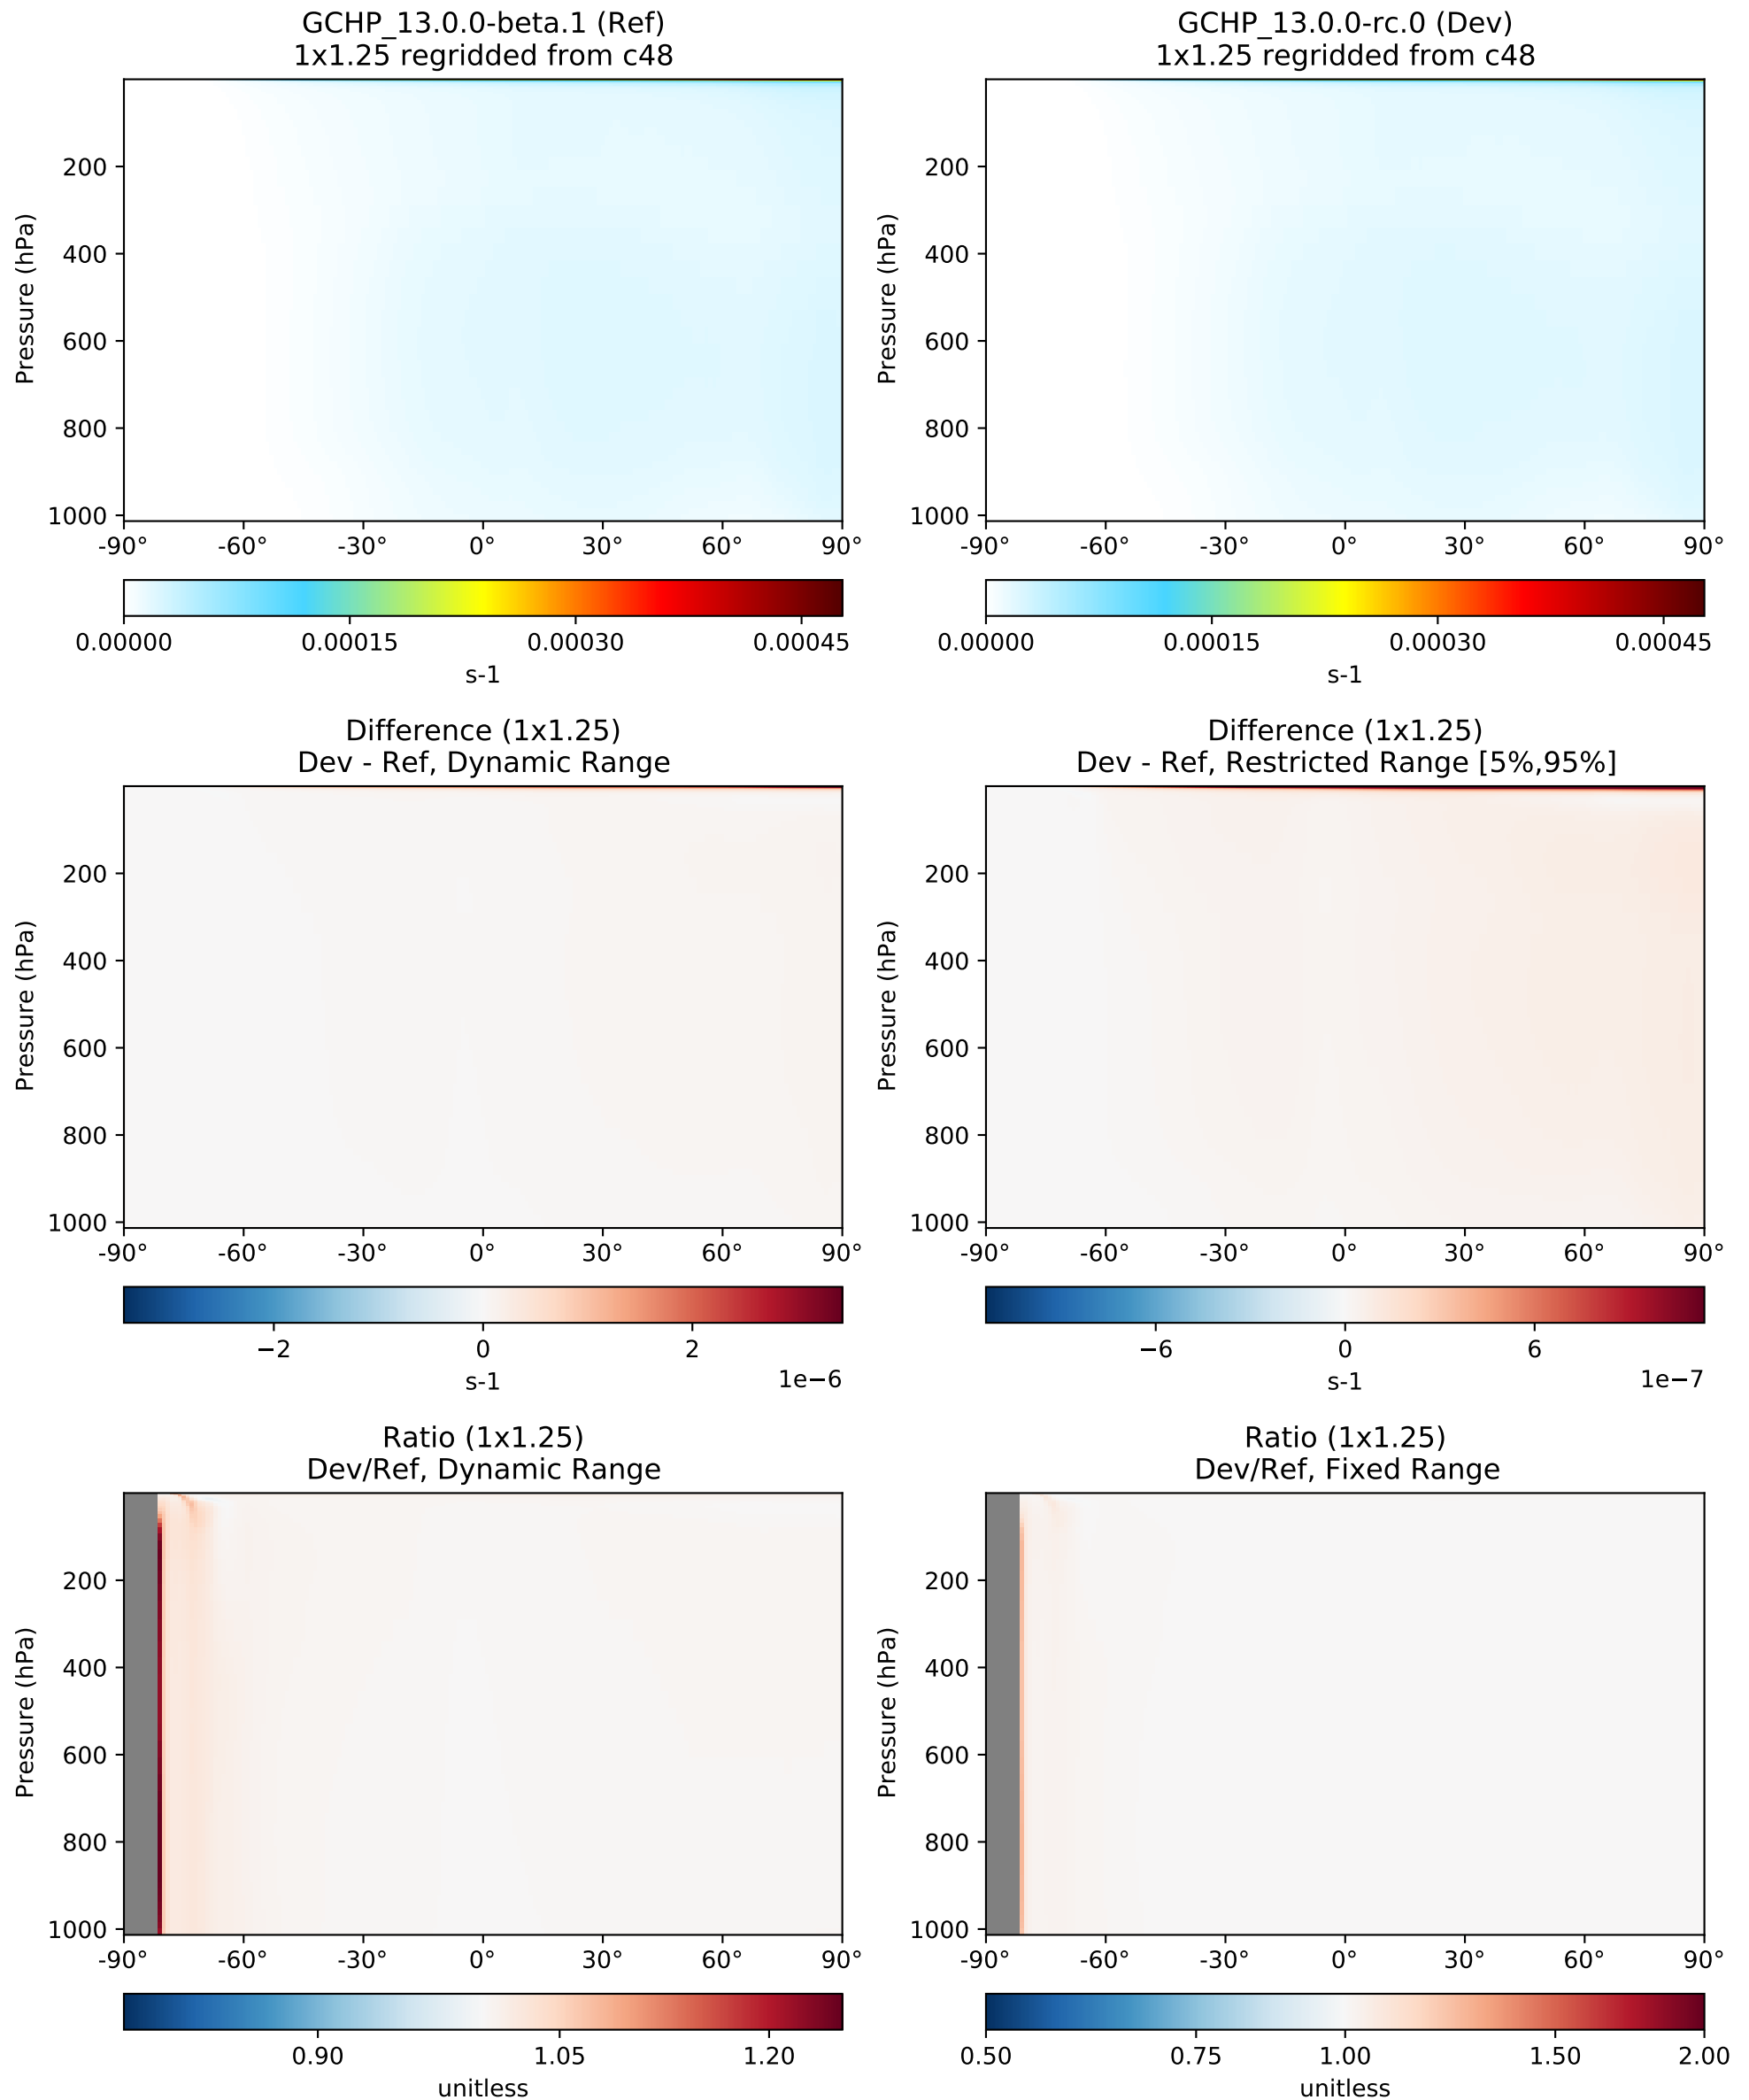 GCHP_13.0.0-beta.1 (Ref)
1x1.25 regridded from c48
GCHP_13.0.0-rc.0 (Dev)
1x1.25 regridded from c48
Pressure (hPa)
200
400
600
800
1000
-90° -60° -30° 0° 30° 60° 90°
0.00000 0.00015 0.00030 0.00045
s-1
Pressure (hPa)
200
400
600
800
1000
-90° -60° -30° 0° 30° 60° 90°
0.00000 0.00015 0.00030 0.00045
s-1
Difference (1x1.25)
Dev - Ref, Dynamic Range
Difference (1x1.25)
Dev - Ref, Restricted Range [5%,95%]
Pressure (hPa)
200
400
600
800
1000
-90° -60° -30° 0° 30° 60° 90°
−2 0 2
s-1 1e−6
Pressure (hPa)
200
400
600
800
1000
-90° -60° -30° 0° 30° 60° 90°
−6 0 6
s-1 1e−7
Ratio (1x1.25)
Dev/Ref, Dynamic Range
Ratio (1x1.25)
Dev/Ref, Fixed Range
Pressure (hPa)
200
400
600
800
1000
-90° -60° -30° 0° 30° 60° 90°
0.90 1.05 1.20
unitless
Pressure (hPa)
200
400
600
800
1000
-90° -60° -30° 0° 30° 60° 90°
0.50 0.75 1.00 1.50 2.00
unitless